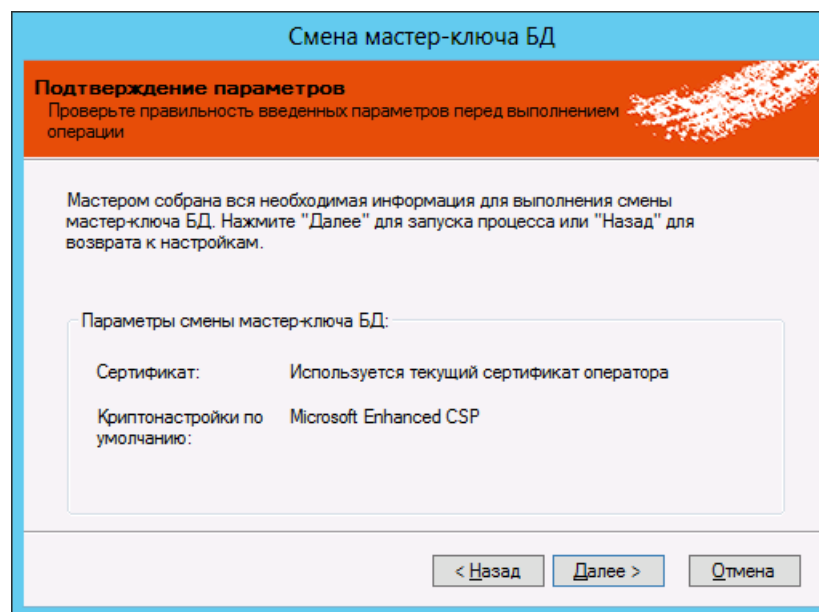 Смена мастер-ключа БД
Подтверждение параметров
Проверьте правильность введенных параметров перед выполнением
операции
Мастером собрана вся необходимая информация для выполнения смены
мастер-ключа БД. Нажмите "Далее" для запуска процесса или "Назад" для
возврата к настройкам.
Параметры смены мастер-ключа БД:
Сертификат: Используется текущий сертификат оператора
Криптонастройки по Microsoft Enhanced CSP
умолчанию:
< Назад Далее > Отмена